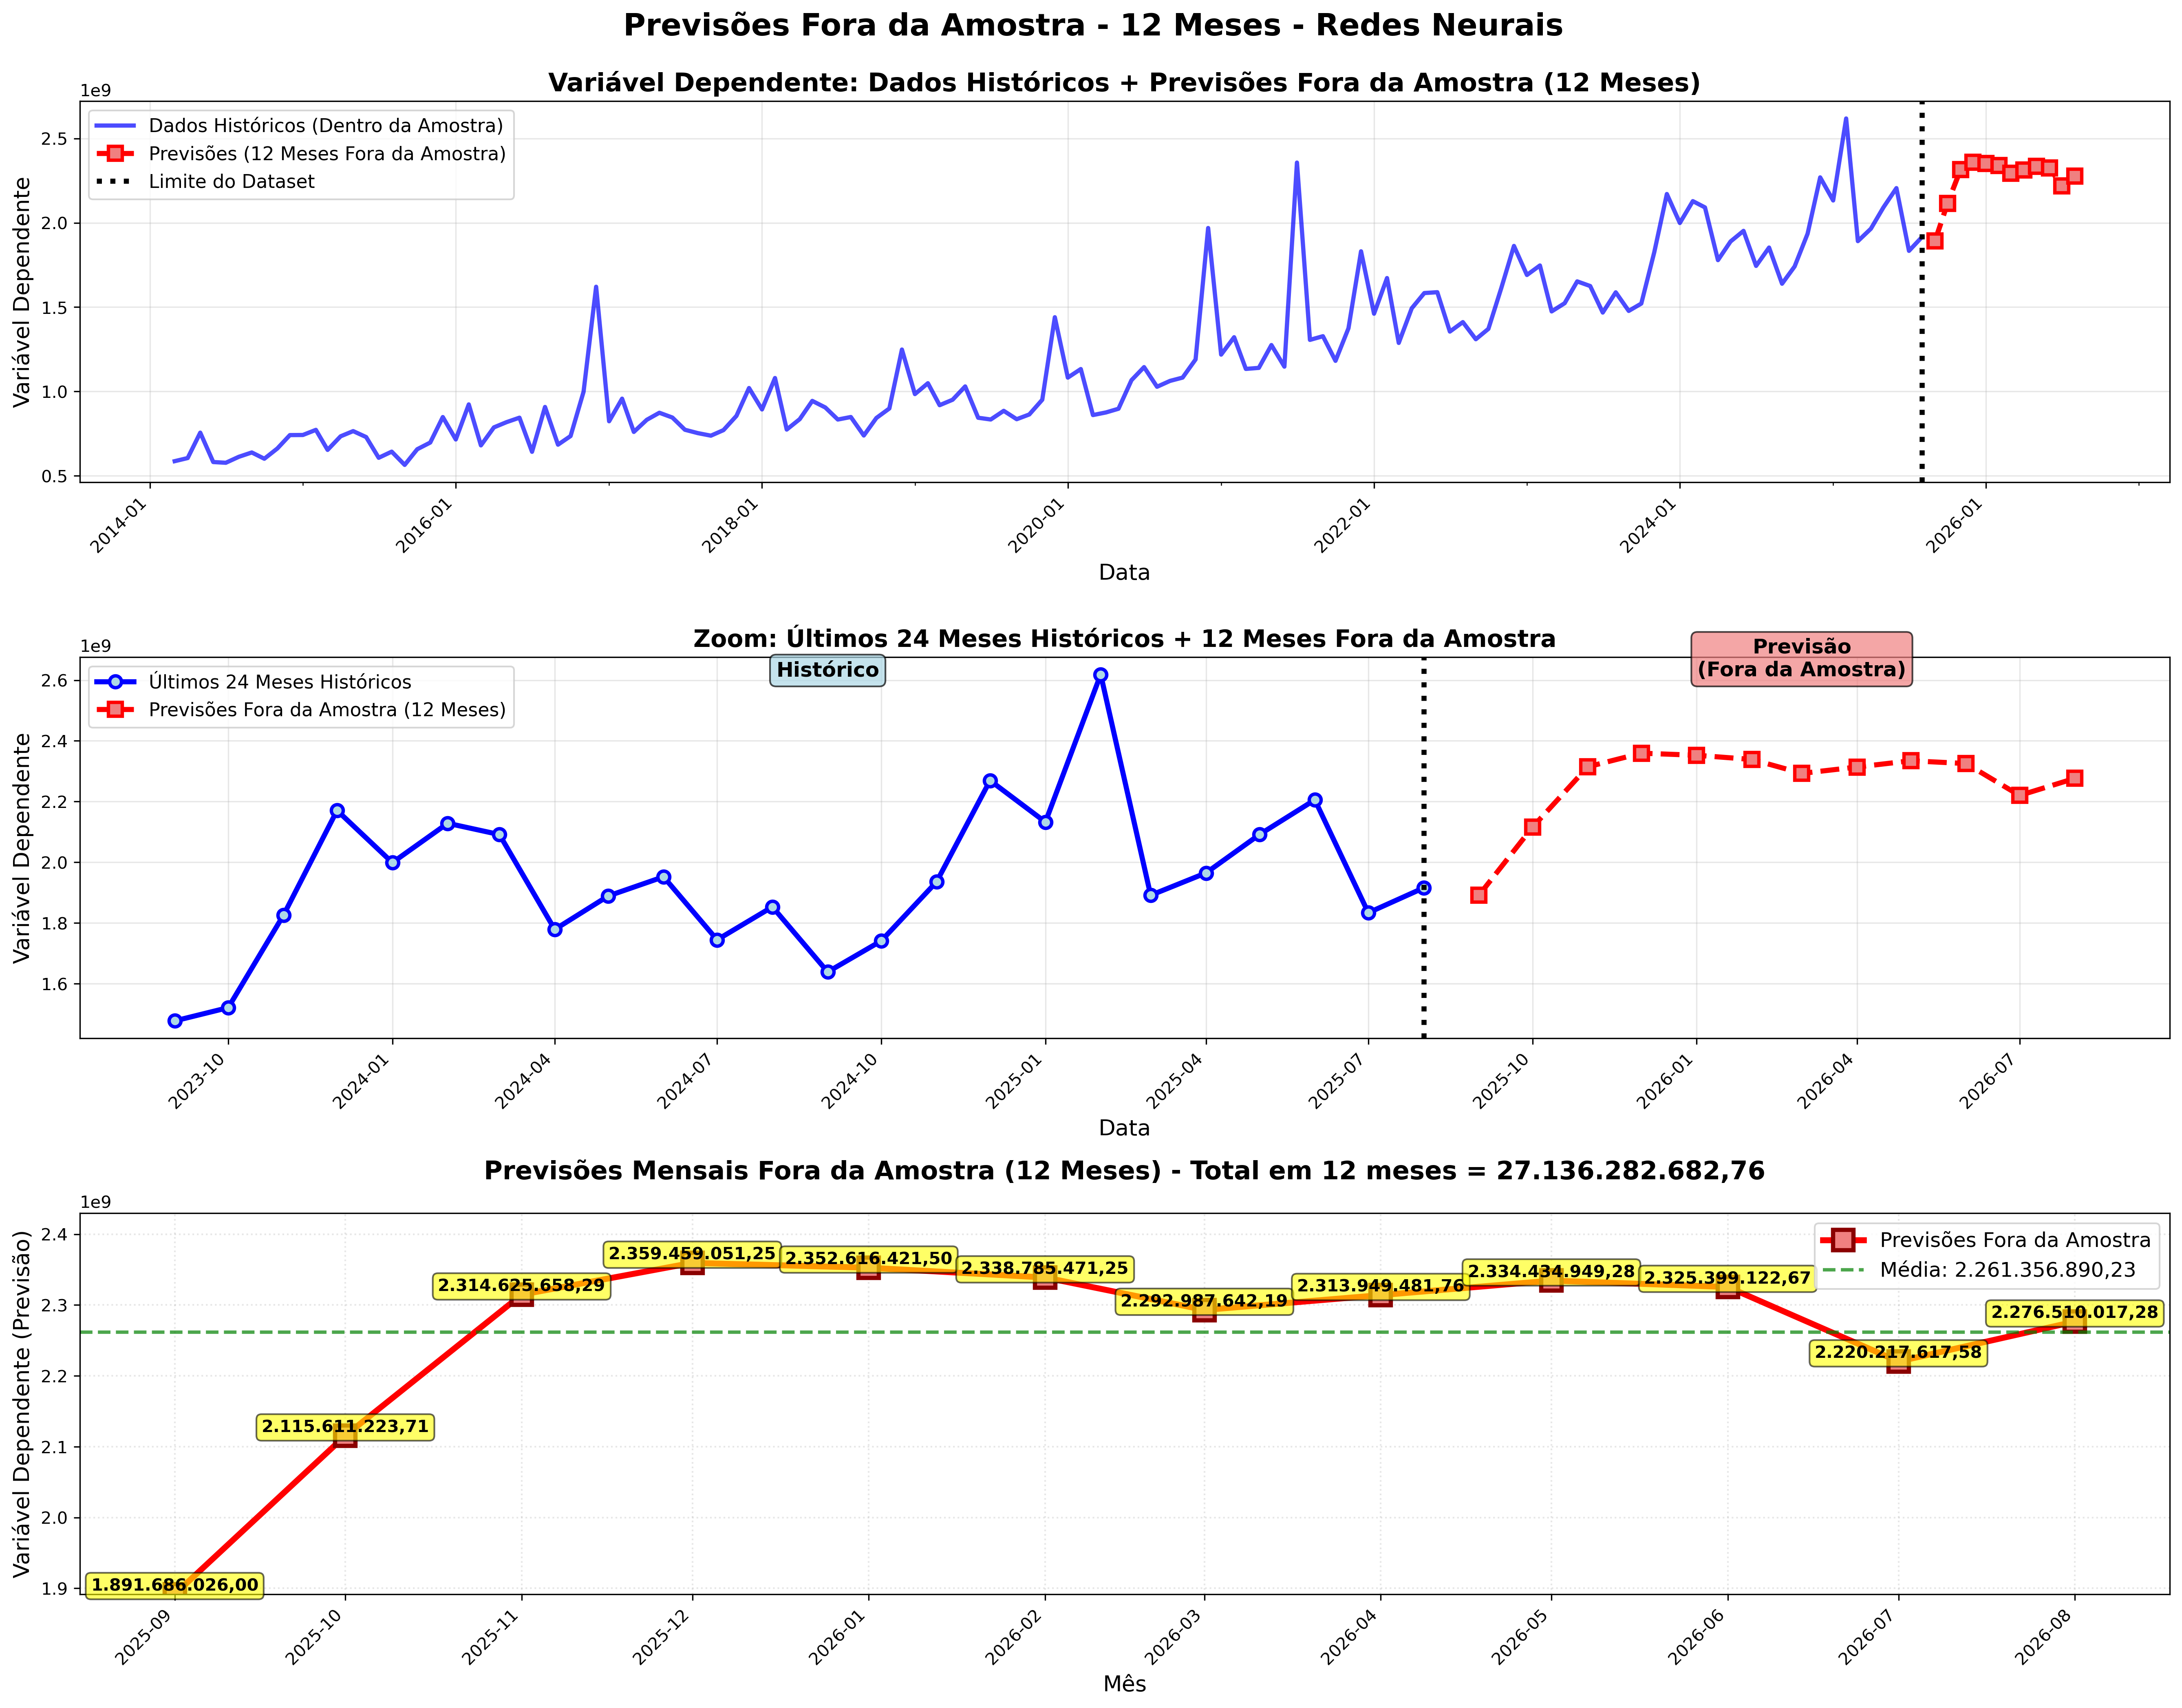 Previsões Fora da Amostra - 12 Meses - Redes Neurais
Variável Dependente: Dados Históricos + Previsões Fora da Amostra (12 Meses)
1e9
Dados Históricos (Dentro da Amostra)
Previsões (12 Meses Fora da Amostra)
Limite do Dataset
Variável Dependente
2.5
2.0
1.5
1.0
0.5
2014-01
2016-01
2018-01
2020-01
2022-01
2024-01
2026-01
Data
Zoom: Últimos 24 Meses Históricos + 12 Meses Fora da Amostra
1e9
Últimos 24 Meses Históricos
Previsões Fora da Amostra (12 Meses)
Histórico
Previsão
(Fora da Amostra)
Variável Dependente
2.6
2.4
2.2
2.0
1.8
1.6
2023-10
2024-01
2024-04
2024-07
2024-10
2025-01
2025-04
2025-07
2025-10
2026-01
2026-04
2026-07
Data
Previsões Mensais Fora da Amostra (12 Meses) - Total em 12 meses = 27.136.282.682,76
1e9
Previsões Fora da Amostra
Média: 2.261.356.890,23
Variável Dependente (Previsão)
2.4
2.3
2.2
2.1
2.0
1.9
1.891.686.026,00
2.115.611.223,71
2.314.625.658,29
2.359.459.051,25
2.352.616.421,50
2.338.785.471,25
2.292.987.642,19
2.313.949.481,76
2.334.434.949,28
2.325.399.122,67
2.220.217.617,58
2.276.510.017,28
2025-09
2025-10
2025-11
2025-12
2026-01
2026-02
2026-03
2026-04
2026-05
2026-06
2026-07
2026-08
Mês